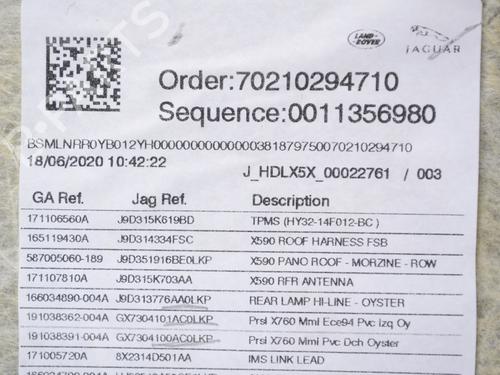 LAND ROVER
JAGUAR
Order:70210294710
Sequence:0011356980
BSMLNRR0YB012YH000000000000000381879750070210294710
18/06/2020 10:42:22
J_HDLX5X_00022761 / 003
GA Ref. Jag Ref. Description
171106560A J9D315K619BD TPMS (HY32-14F012-BC )
165119430A J9D314334FSC X590 ROOF HARNESS FSB
587005060-189 J9D351916BE0LKP X590 PANO ROOF - MORZINE - ROW
171107810A J9D315K703AA X590 RFR ANTENNA
166034890-004A J9D313776AA0LKP REAR LAMP HI-LINE - OYSTER
191038362-004A GX7304101AC0LKP Prsl X760 Mml Ece94 Pvc Izq Oy
191038391-004A GX7304100AC0LKP Prsl X760 Mml Pvc Dch Oyster
171005720A 8X2314D501AA IMS LINK LEAD